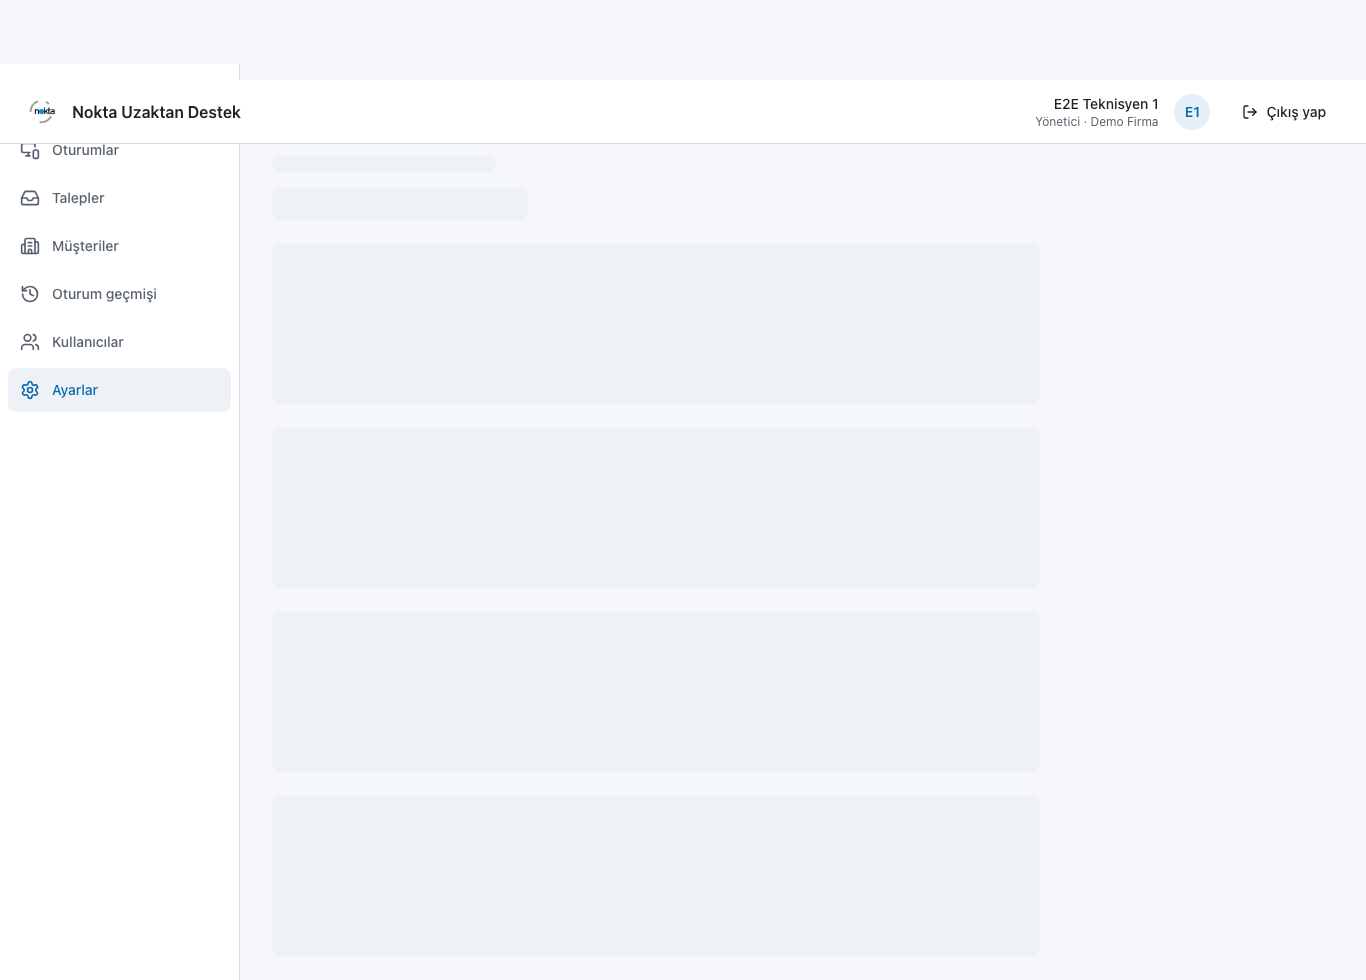 nokta
Nokta Uzaktan Destek
E2E Teknisyen 1
Yönetici · Demo Firma
E1
Çıkış yap
Oturumlar
Talepler
Müşteriler
Oturum geçmişi
Kullanıcılar
Ayarlar